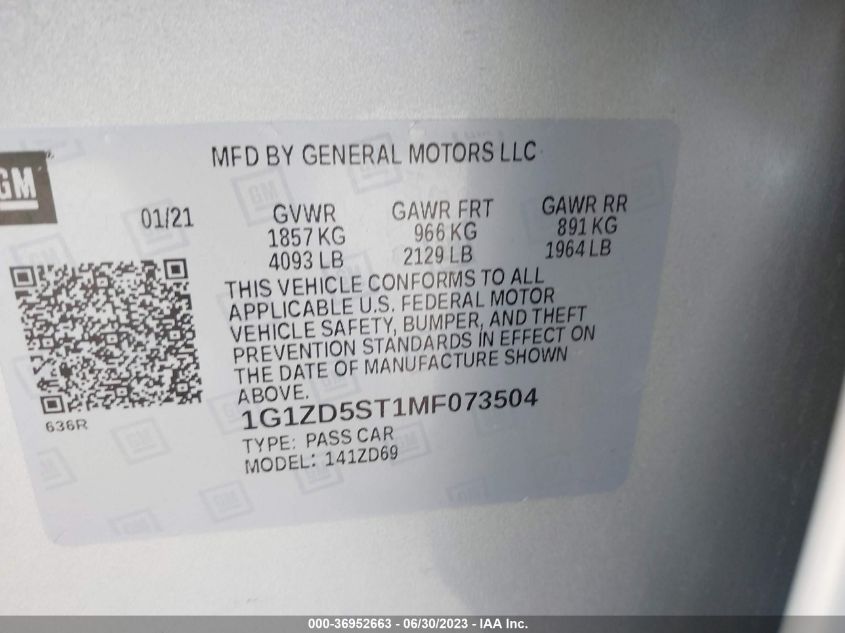 GM
MFD BY GENERAL MOTORS LLC
01/21
GVWR GAWR FRT GAWR RR
1857 KG 966 KG 891 KG
4093 LB 2129 LB 1964 LB
THIS VEHICLE CONFORMS TO ALL
APPLICABLE U.S. FEDERAL MOTOR
VEHICLE SAFETY, BUMPER, AND THEFT
PREVENTION STANDARDS IN EFFECT ON
THE DATE OF MANUFACTURE SHOWN
ABOVE.
636R
1G1ZD5ST1MF073504
TYPE: PASS CAR
MODEL: 141ZD69
000-36952663 - 06/30/2023 - IAA Inc.